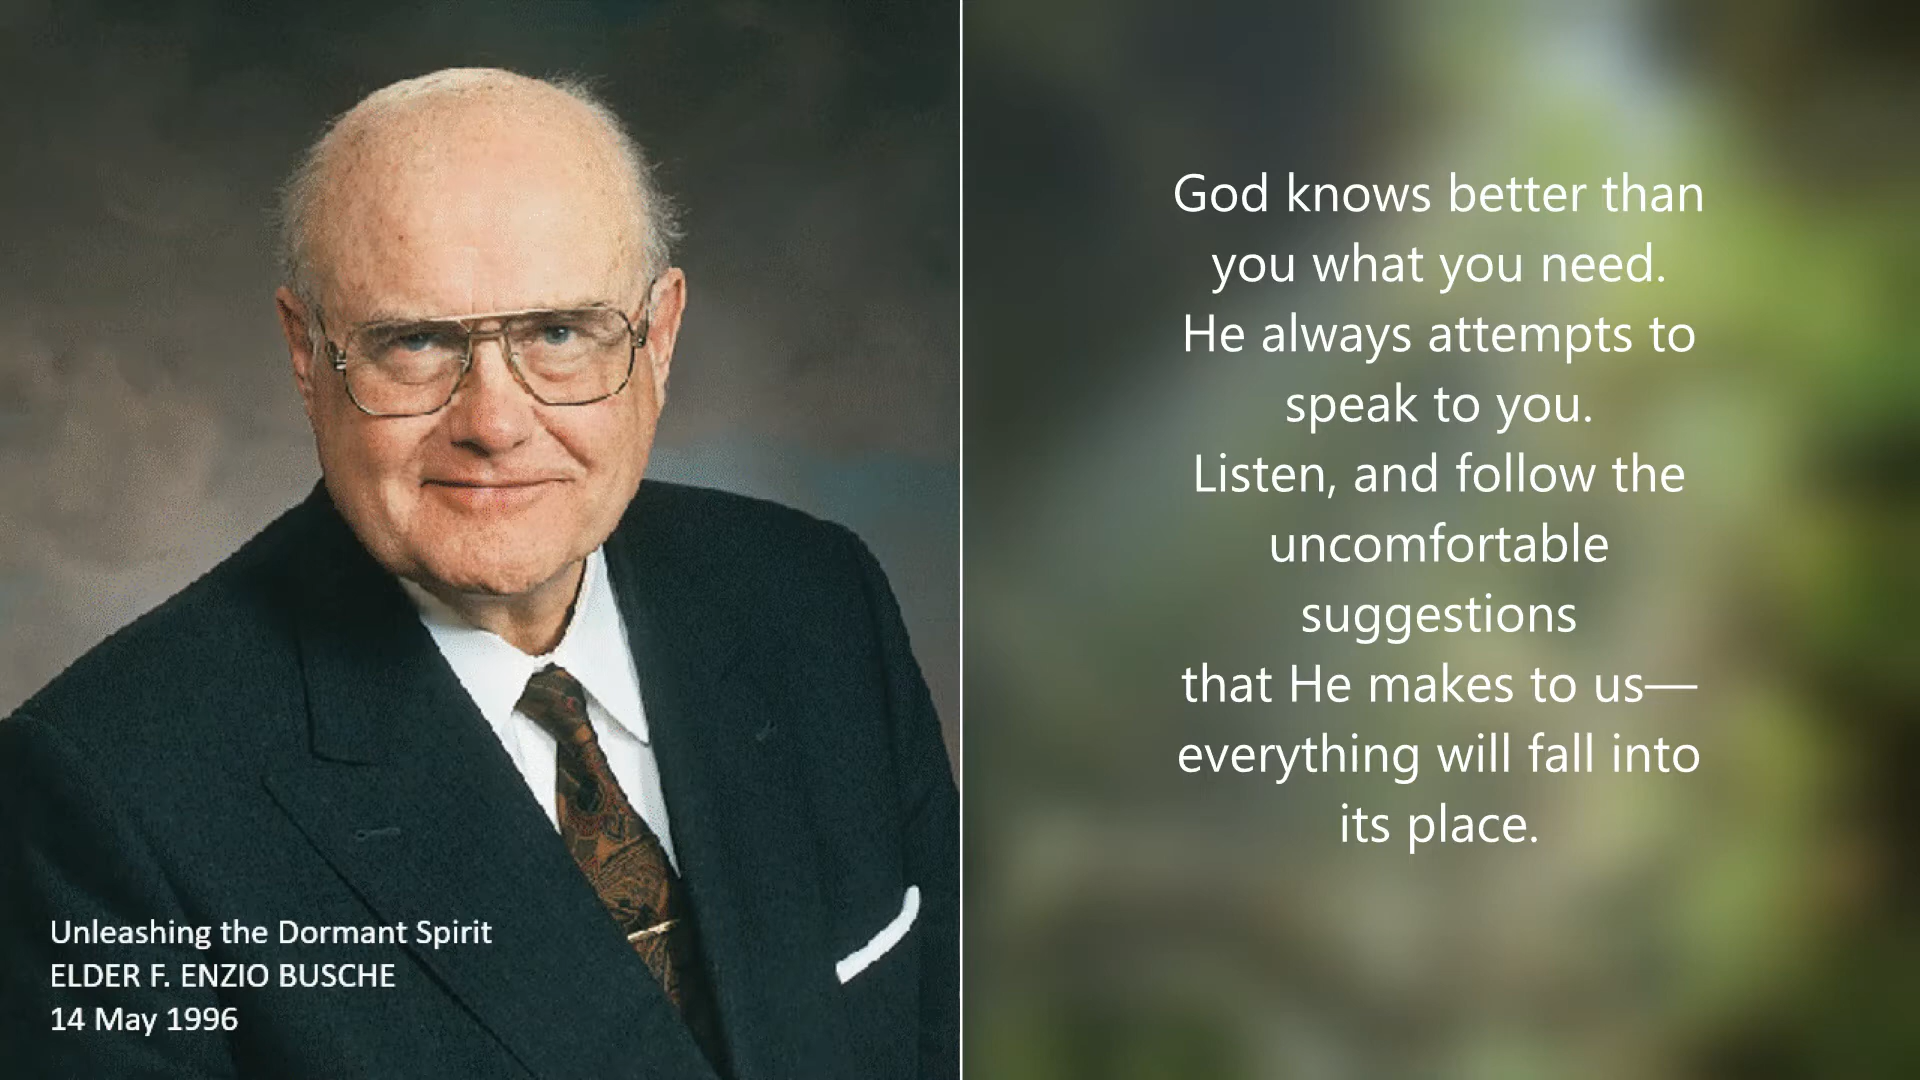 God knows better than
you what you need.
He always attempts to
speak to you.
Listen, and follow the
uncomfortable
suggestions
that He makes to us—
everything will fall into
its place.
Unleashing the Dormant Spirit
ELDER F. ENZIO BUSCHE
14 May 1996